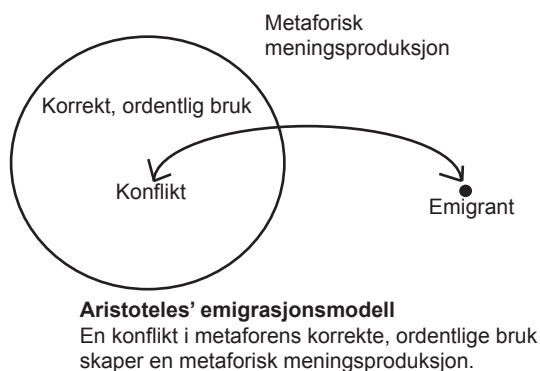 Metaforisk
meningsproduksjon
Korrekt, ordentlig bruk
Konflikt
Emigrant
Aristoteles’ emigrasjonsmodell
En konflikt i metaforens korrekte, ordentlige bruk
skaper en metaforisk meningsproduksjon.